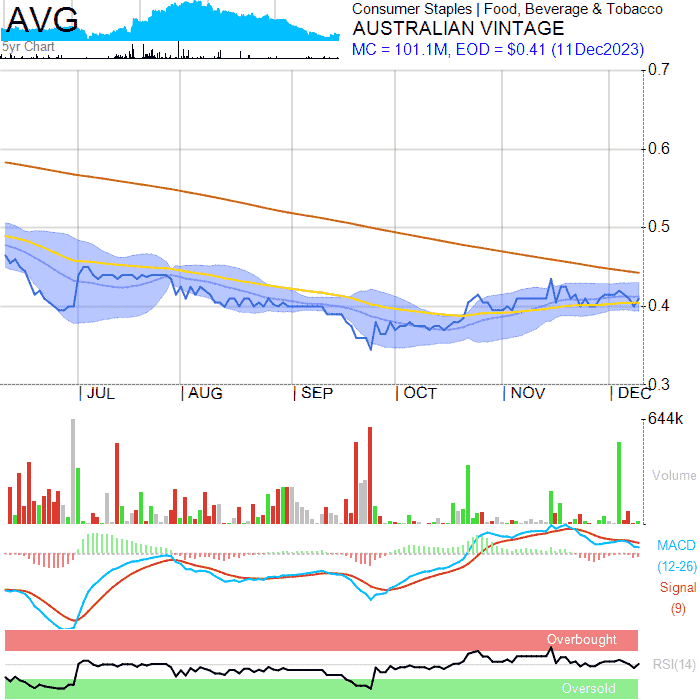 AVG
5yr Chart
Consumer Staples | Food, Beverage & Tobacco
AUSTRALIAN VINTAGE
MC = 101.1M, EOD = $0.41 (11Dec2023)
0.7
0.6
0.5
0.4
0.3
| JUL | AUG | SEP | OCT | NOV | DEC
644k
Volume
MACD
(12-26)
Signal
(9)
Overbought
RSI(14)
Oversold